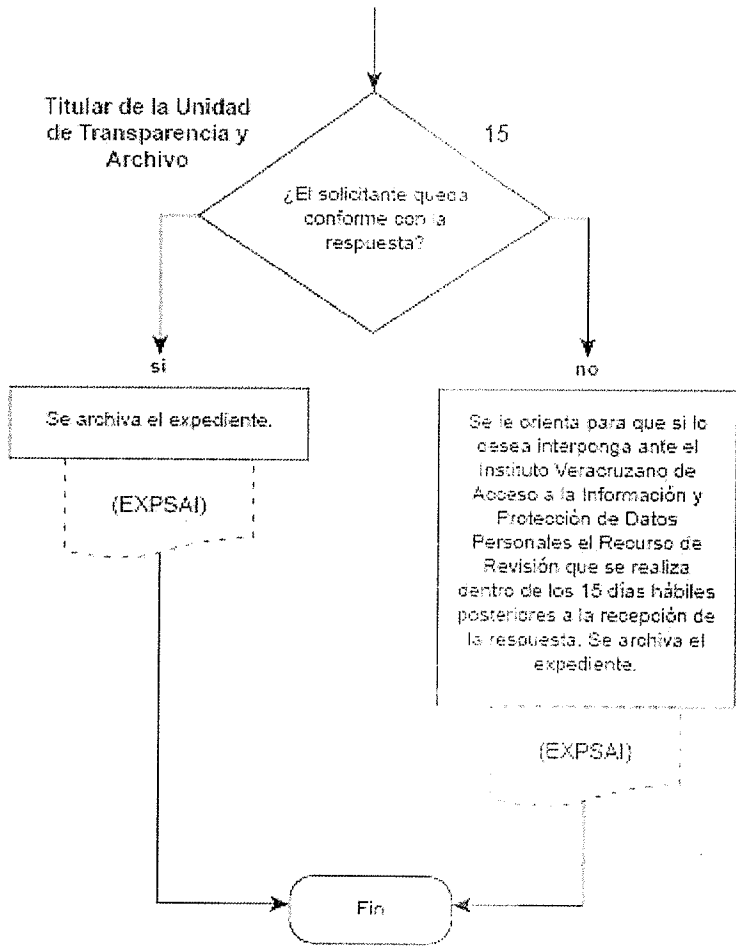 Titular de la Unidad
de Transparencia y
Archivo
15
¿El solicitante queda
conforme con la
respuesta?
si
no
Se archiva el expediente.
(EXPSAI)
Se le orienta para que si lo
desea interponga ante el
Instituto Veracruzano de
Acceso a la Información y
Protección de Datos
Personales el Recurso de
Revisión que se realiza
dentro de los 15 días hábiles
posteriores a la recepción de
la respuesta. Se archiva el
expediente.
(EXPSAI)
Fin